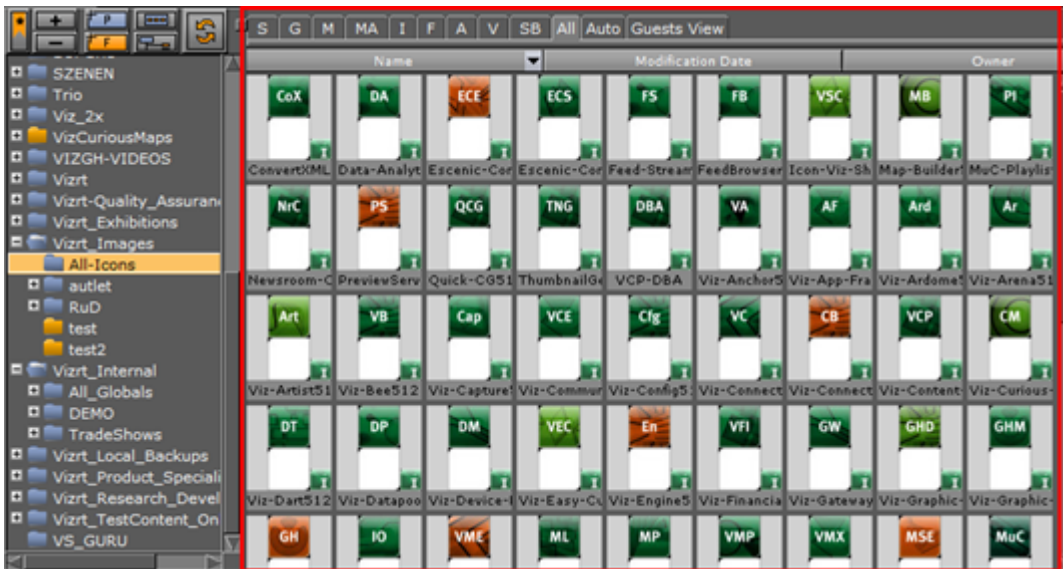 P
F
SZENEN
Trio
Viz_2x
VizCuriousMaps
VIZGH-VIDEOS
Vizrt
Vizrt-Quality_Assuran
Vizrt_Exhibitions
Vizrt_Images
All-Icons
autlet
RuD
test
test2
Vizrt_Internal
All_Globals
DEMO
TradeShows
Vizrt_Local_Backups
Vizrt_Product_Speciali
Vizrt_Research_Devel
Vizrt_TestContent_On
VS_GURU
S G M MA I F A V SB All Auto Guests View
Name Modification Date Owner
CoX DA ECE ECS FS FB VSC MB PI
ConvertXML Data-Analyt Escenic-Cor Escenic-Cor Feed-Stream FeedBrowser Icon-Viz-Sh Map-Builder MuC-Playlis
NrC PS QCG TNG DBA VA AF Ard Ar
Newsroom-C PreviewServ Quick-CG51 ThumbnailGe VCP-DBA Viz-Anchor5 Viz-App-Fra Viz-Ardome Viz-Arena51
Art VB Cap VCE Cfg VC CB VCP CM
Viz-Artist51 Viz-Bee512 Viz-Capture Viz-Commur Viz-Config5 Viz-Connect Viz-Connect Viz-Content- Viz-Curious-
DT DP DM VEC En VFI GW GHD GHM
Viz-Dart512 Viz-Datapoo Viz-Device- Viz-Easy-Cu Viz-Engine5 Viz-Financia Viz-Gateway Viz-Graphic- Viz-Graphic-
GH IO VME ML MP VMP VMX MSE MuC